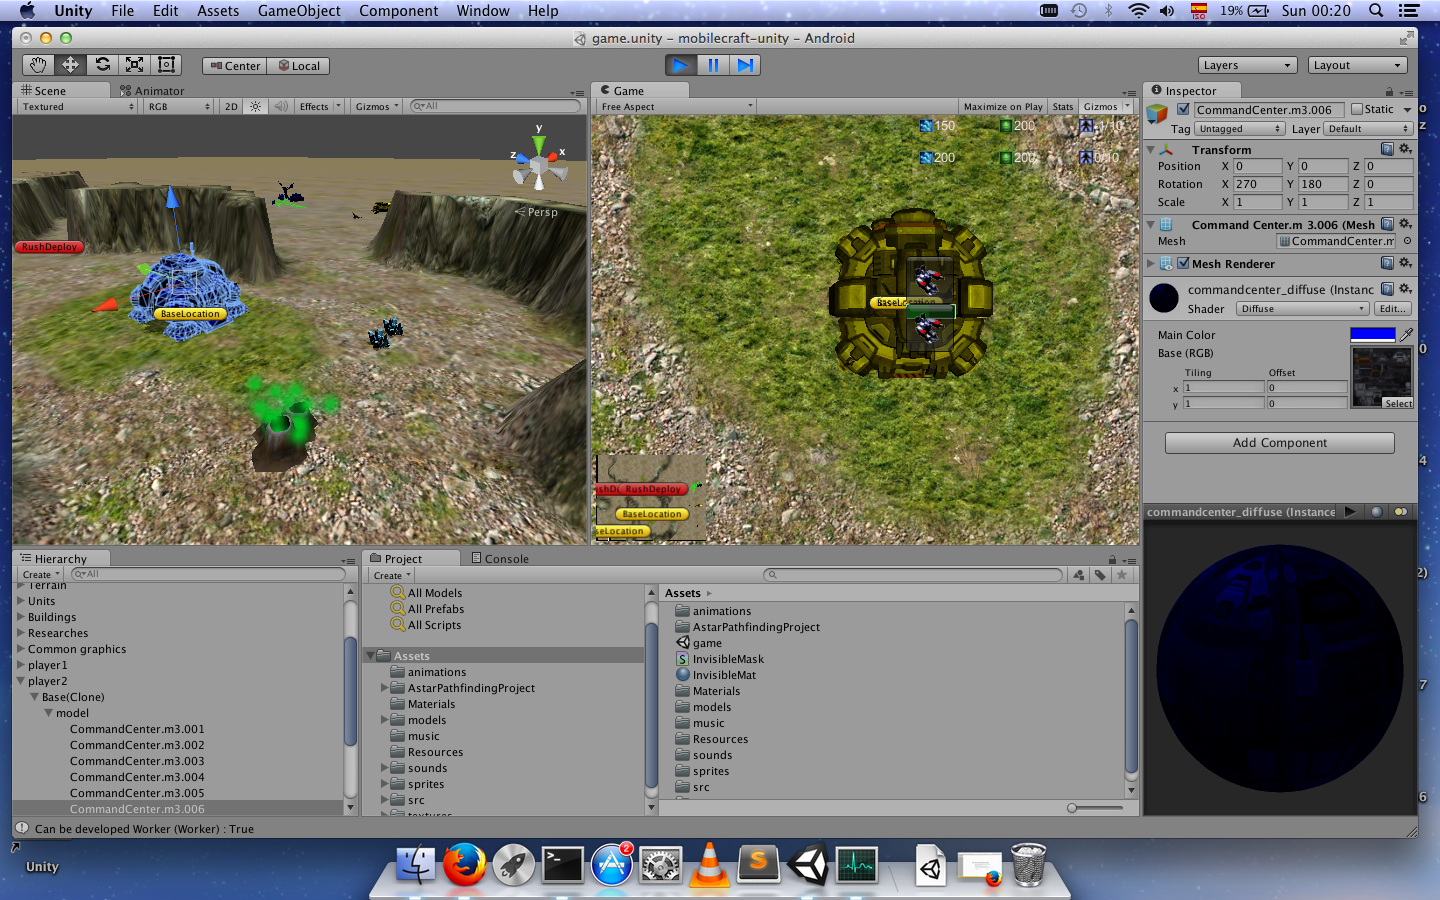 Unity File Edit Assets GameObject Component Window Help
ISO 19% Sun 00:20
game.unity – mobilecraft-unity – Android
Center Local
Layers Layout
Scene Animator
Textured RGB 2D Effects Gizmos All
y
z x
Persp
RushDeploy
BaseLocation
Game
Free Aspect Maximize on Play Stats Gizmos
150 200 1/10
200 200 0/10
BaseLocation
RushDeploy
BaseLocation
seLocation
Inspector
CommandCenter.m3.006 Static
Tag Untagged Layer Default
Transform
Position X 0 Y 0 Z 0
Rotation X 270 Y 180 Z 0
Scale X 1 Y 1 Z 1
Command Center.m 3.006 (Mesh
Mesh CommandCenter.m
Mesh Renderer
commandcenter_diffuse (Instanc
Shader Diffuse Edit...
Main Color
Base (RGB)
Tiling Offset
x 1 0
y 1 0
Select
Add Component
commandcenter_diffuse (Instance
Hierarchy
Create All
Terrain
Units
Buildings
Researches
Common graphics
player1
player2
Base(Clone)
model
CommandCenter.m3.001
CommandCenter.m3.002
CommandCenter.m3.003
CommandCenter.m3.004
CommandCenter.m3.005
CommandCenter.m3.006
Project Console
Create
All Models
All Prefabs
All Scripts
Assets
animations
AstarPathfindingProject
Materials
models
music
Resources
sounds
sprites
src
textures
Assets
animations
AstarPathfindingProject
game
InvisibleMask
InvisibleMat
Materials
models
music
Resources
sounds
sprites
src
Can be developed Worker (Worker) : True
Unity
2